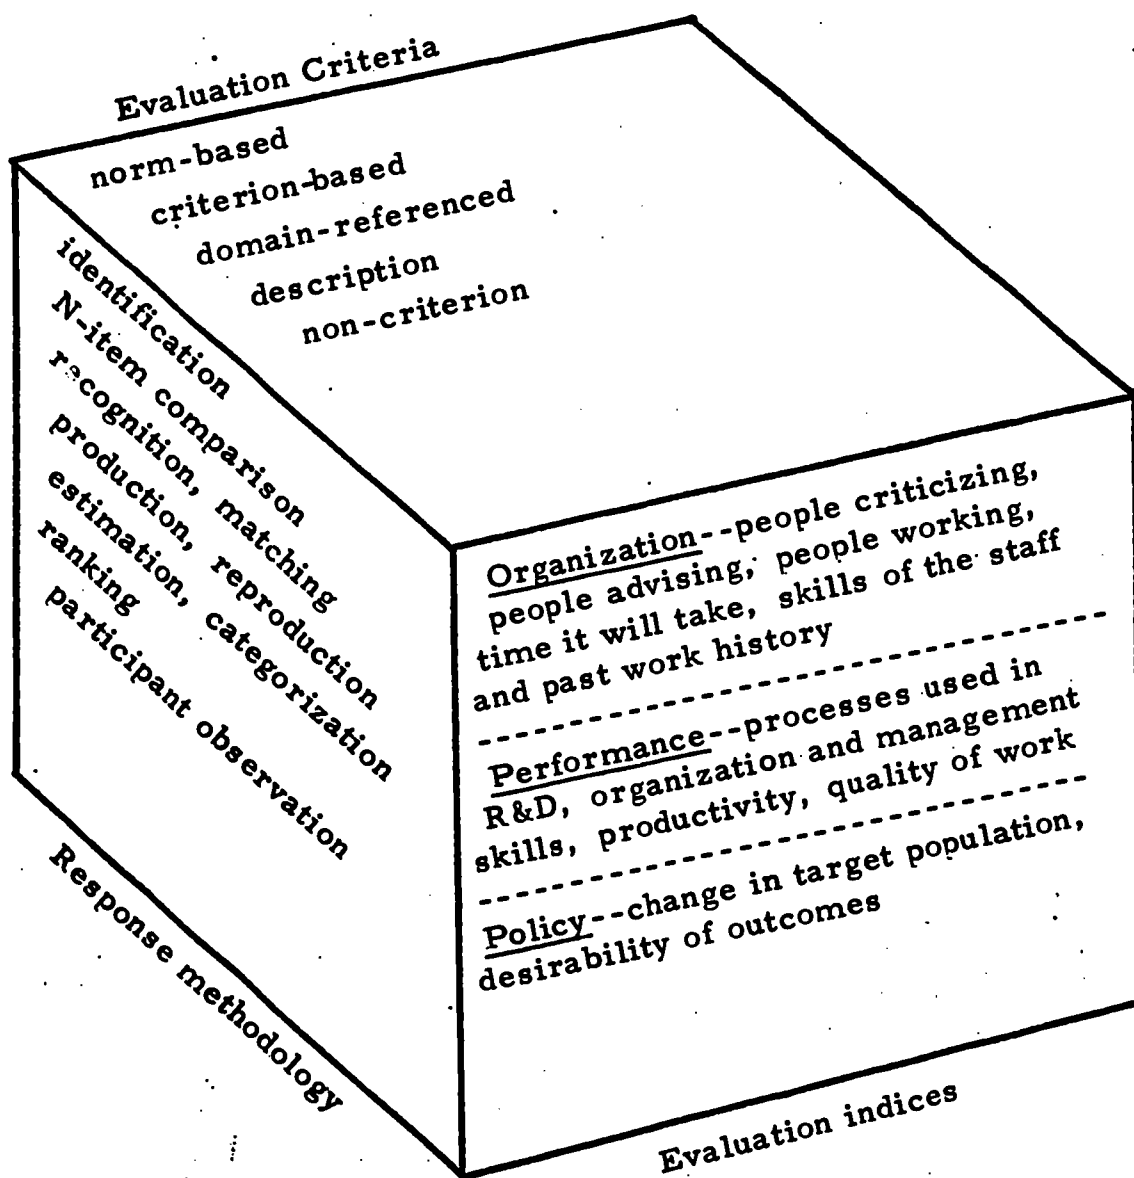 Evaluation Criteria
norm-based
criterion-based
domain-referenced
description
non-criterion
identification
N-item comparison
recognition, matching
production, reproduction
estimation, categorization
ranking
participant observation
Response methodology
Organization--people criticizing,
people advising, people working,
time it will take, skills of the staff
and past work history
Performance--processes used in
R&D, organization and management
skills, productivity, quality of work
Policy--change in target population,
desirability of outcomes
Evaluation indices